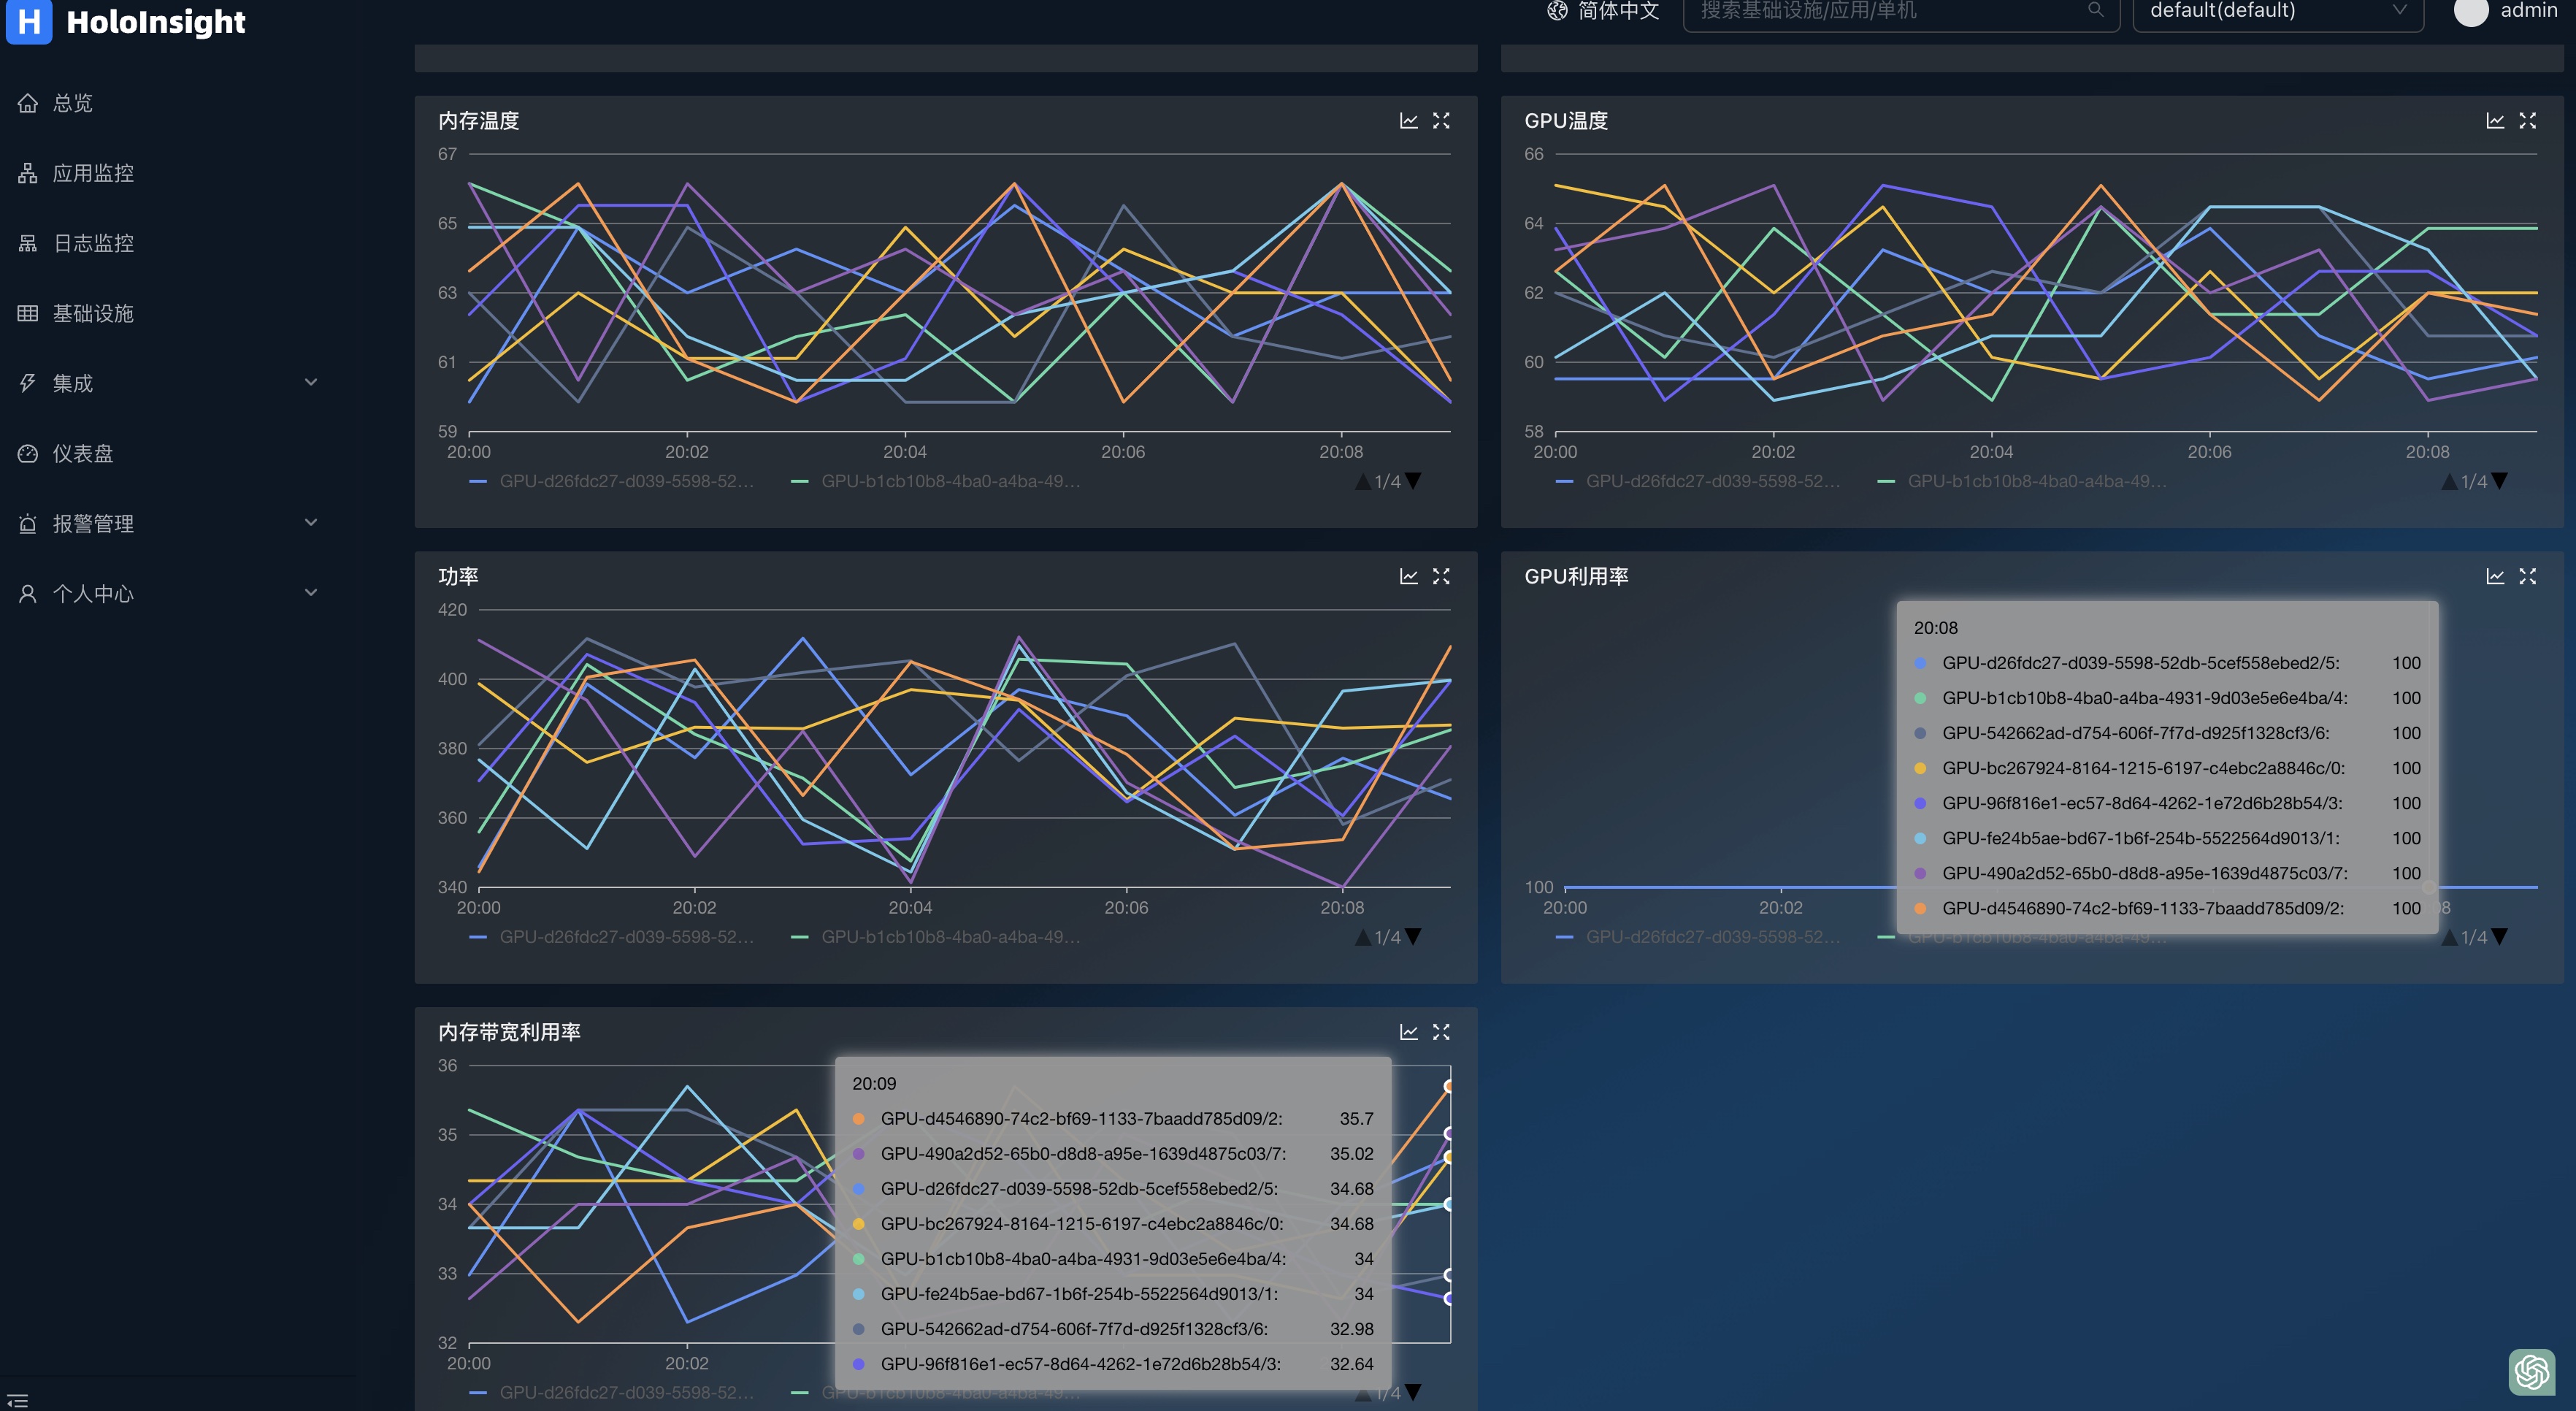 H HoloInsight
简体中文
搜索基础设施/应用/单机
default(default)
admin
总览
应用监控
日志监控
基础设施
集成
仪表盘
报警管理
个人中心
内存温度
67
65
63
61
59
20:00 20:02 20:04 20:06 20:08
GPU-d26fdc27-d039-5598-52... GPU-b1cb10b8-4ba0-a4ba-49... 1/4
GPU温度
66
64
62
60
58
20:00 20:02 20:04 20:06 20:08
GPU-d26fdc27-d039-5598-52... GPU-b1cb10b8-4ba0-a4ba-49... 1/4
功率
420
400
380
360
340
20:00 20:02 20:04 20:06 20:08
GPU-d26fdc27-d039-5598-52... GPU-b1cb10b8-4ba0-a4ba-49... 1/4
GPU利用率
20:08
GPU-d26fdc27-d039-5598-52db-5cef558ebed2/5: 100
GPU-b1cb10b8-4ba0-a4ba-4931-9d03e5e6e4ba/4: 100
GPU-542662ad-d754-606f-7f7d-d925f1328cf3/6: 100
GPU-bc267924-8164-1215-6197-c4ebc2a8846c/0: 100
GPU-96f816e1-ec57-8d64-4262-1e72d6b28b54/3: 100
GPU-fe24b5ae-bd67-1b6f-254b-5522564d9013/1: 100
GPU-490a2d52-65b0-d8d8-a95e-1639d4875c03/7: 100
GPU-d4546890-74c2-bf69-1133-7baadd785d09/2: 100
100
20:00 20:02 08
GPU-d26fdc27-d039-5598-52... GPU-b1cb10b8-4ba0-a4ba-49... 1/4
内存带宽利用率
36
35
34
33
32
20:00 20:02
20:09
GPU-d4546890-74c2-bf69-1133-7baadd785d09/2: 35.7
GPU-490a2d52-65b0-d8d8-a95e-1639d4875c03/7: 35.02
GPU-d26fdc27-d039-5598-52db-5cef558ebed2/5: 34.68
GPU-bc267924-8164-1215-6197-c4ebc2a8846c/0: 34.68
GPU-b1cb10b8-4ba0-a4ba-4931-9d03e5e6e4ba/4: 34
GPU-fe24b5ae-bd67-1b6f-254b-5522564d9013/1: 34
GPU-542662ad-d754-606f-7f7d-d925f1328cf3/6: 32.98
GPU-96f816e1-ec57-8d64-4262-1e72d6b28b54/3: 32.64
GPU-d26fdc27-d039-5598-52... GPU-b1cb10b8-4ba0-a4ba-49... 1/4